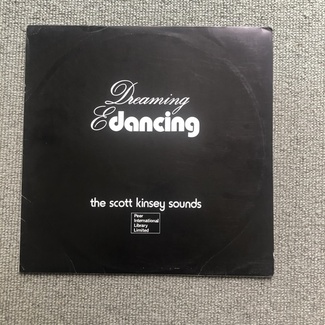 Dreaming
& dancing
the scott kinsey sounds
Peer
International
Library
Limited